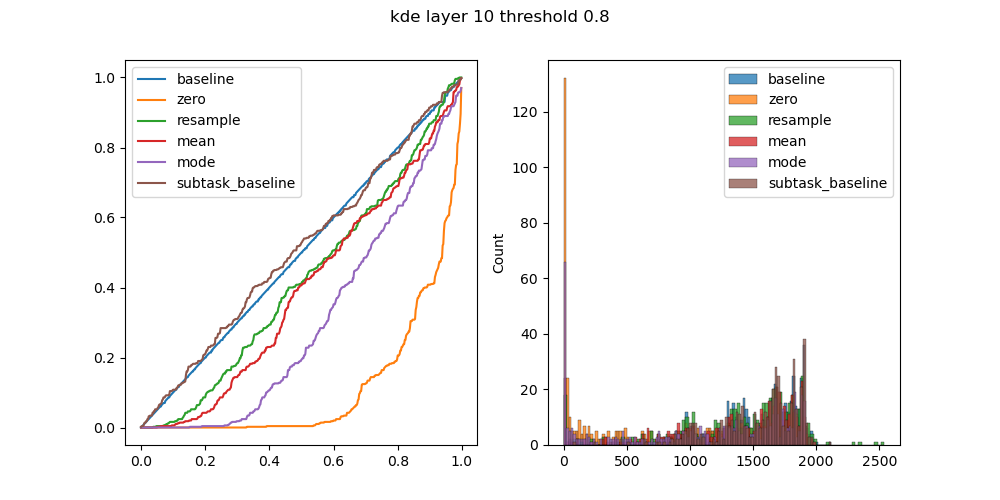 kde layer 10 threshold 0.8
baseline
zero
resample
mean
mode
subtask_baseline
1.0
0.8
0.6
0.4
0.2
0.0
0.0 0.2 0.4 0.6 0.8 1.0
baseline
zero
resample
mean
mode
subtask_baseline
Count
120
100
80
60
40
20
0
0 500 1000 1500 2000 2500